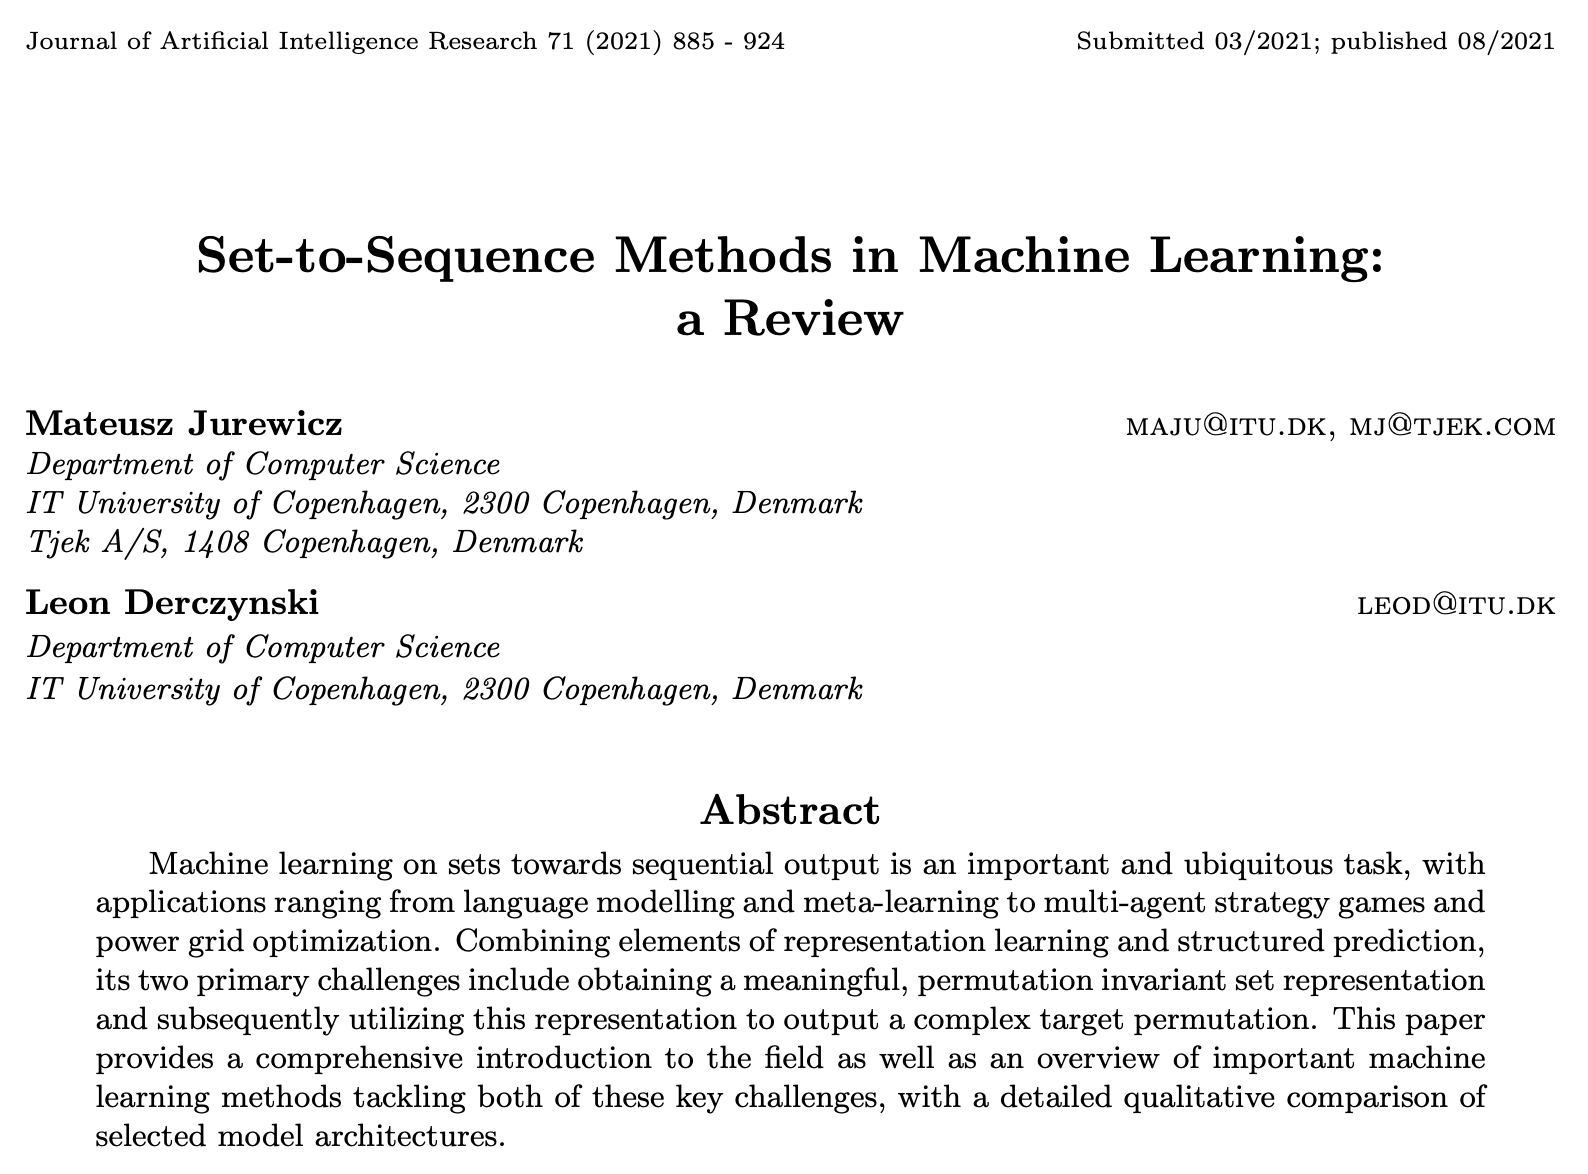 Journal of Artificial Intelligence Research 71 (2021) 885 - 924 Submitted 03/2021; published 08/2021
Set-to-Sequence Methods in Machine Learning:
a Review
Mateusz Jurewicz MAJU@ITU.DK, MJ@TJEK.COM
Department of Computer Science
IT University of Copenhagen, 2300 Copenhagen, Denmark
Tjek A/S, 1408 Copenhagen, Denmark
Leon Derczynski LEOD@ITU.DK
Department of Computer Science
IT University of Copenhagen, 2300 Copenhagen, Denmark
Abstract
Machine learning on sets towards sequential output is an important and ubiquitous task, with
applications ranging from language modelling and meta-learning to multi-agent strategy games and
power grid optimization. Combining elements of representation learning and structured prediction,
its two primary challenges include obtaining a meaningful, permutation invariant set representation
and subsequently utilizing this representation to output a complex target permutation. This paper
provides a comprehensive introduction to the field as well as an overview of important machine
learning methods tackling both of these key challenges, with a detailed qualitative comparison of
selected model architectures.